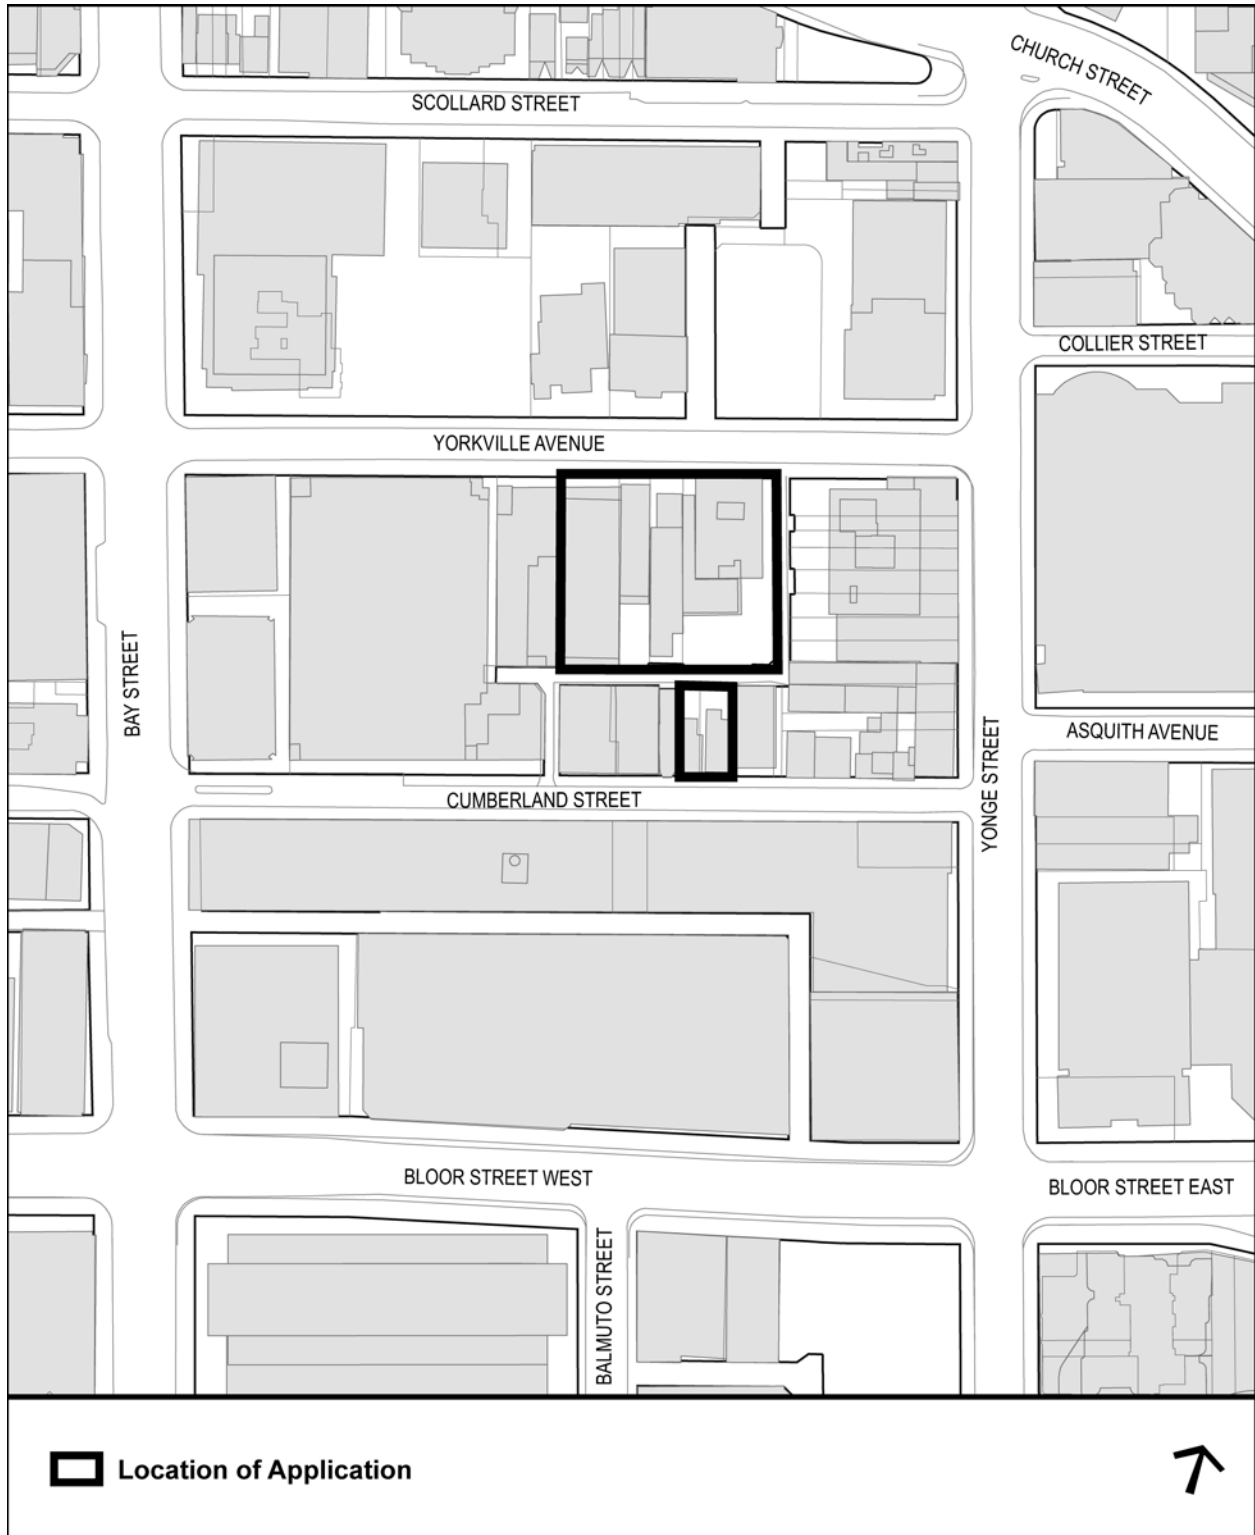 CHURCH STREET
SCOLLARD STREET
COLLIER STREET
YORKVILLE AVENUE
BAY STREET
ASQUITH AVENUE
YONGE STREET
CUMBERLAND STREET
BLOOR STREET WEST
BLOOR STREET EAST
BALMUTO STREET
Location of Application